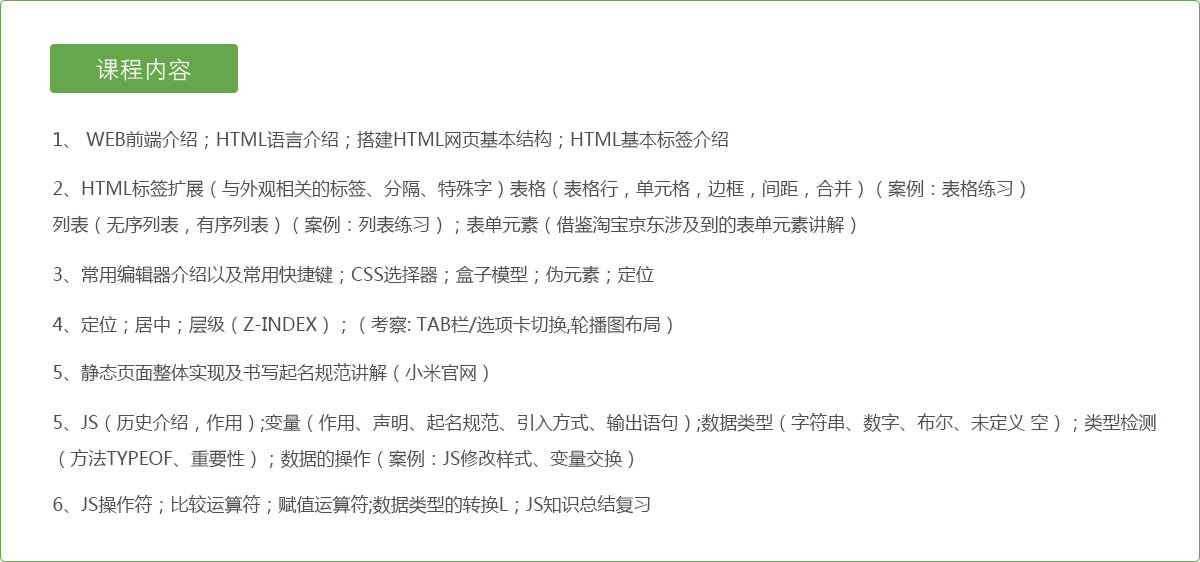 课程内容
1、 WEB前端介绍；HTML语言介绍；搭建HTML网页基本结构；HTML基本标签介绍
2、HTML标签扩展（与外观相关的标签、分隔、特殊字）表格（表格行，单元格，边框，间距，合并）（案例：表格练习）
列表（无序列表，有序列表）（案例：列表练习）；表单元素（借鉴淘宝京东涉及到的表单元素讲解）
3、常用编辑器介绍以及常用快捷键；CSS选择器；盒子模型；伪元素；定位
4、定位；居中；层级（Z-INDEX）；（考察: TAB栏/选项卡切换,轮播图布局）
5、静态页面整体实现及书写起名规范讲解（小米官网）
5、JS（历史介绍，作用）;变量（作用、声明、起名规范、引入方式、输出语句）;数据类型（字符串、数字、布尔、未定义 空）；类型检测
（方法TYPEOF、重要性）；数据的操作（案例：JS修改样式、变量交换）
6、JS操作符；比较运算符；赋值运算符;数据类型的转换L；JS知识总结复习